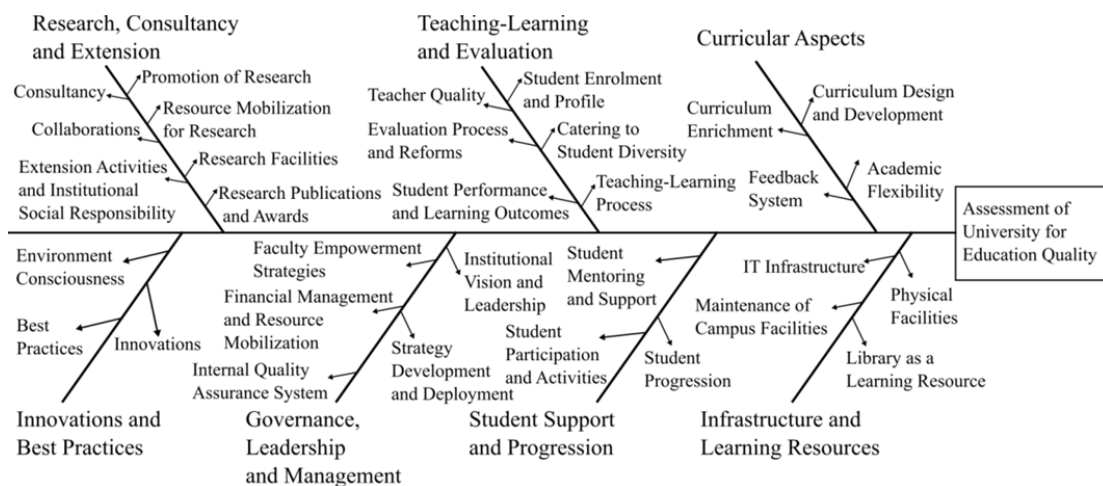 Research, Consultancy
and Extension
Consultancy
Promotion of Research
Collaborations
Resource Mobilization
for Research
Extension Activities
and Institutional
Social Responsibility
Research Facilities
Research Publications
and Awards
Teaching-Learning
and Evaluation
Teacher Quality
Student Enrolment
and Profile
Evaluation Process
and Reforms
Catering to
Student Diversity
Student Performance
and Learning Outcomes
Teaching-Learning
Process
Curricular Aspects
Curriculum
Enrichment
Curriculum Design
and Development
Feedback
System
Academic
Flexibility
Assessment of
University for
Education Quality
Environment
Consciousness
Best
Practices
Innovations
Innovations and
Best Practices
Faculty Empowerment
Strategies
Institutional
Vision and
Leadership
Financial Management
and Resource
Mobilization
Strategy
Development
and Deployment
Internal Quality
Assurance System
Governance,
Leadership
and Management
Student
Mentoring
and Support
Student
Participation
and Activities
Student
Progression
Student Support
and Progression
IT Infrastructure
Physical
Facilities
Maintenance of
Campus Facilities
Library as a
Learning Resource
Infrastructure and
Learning Resources